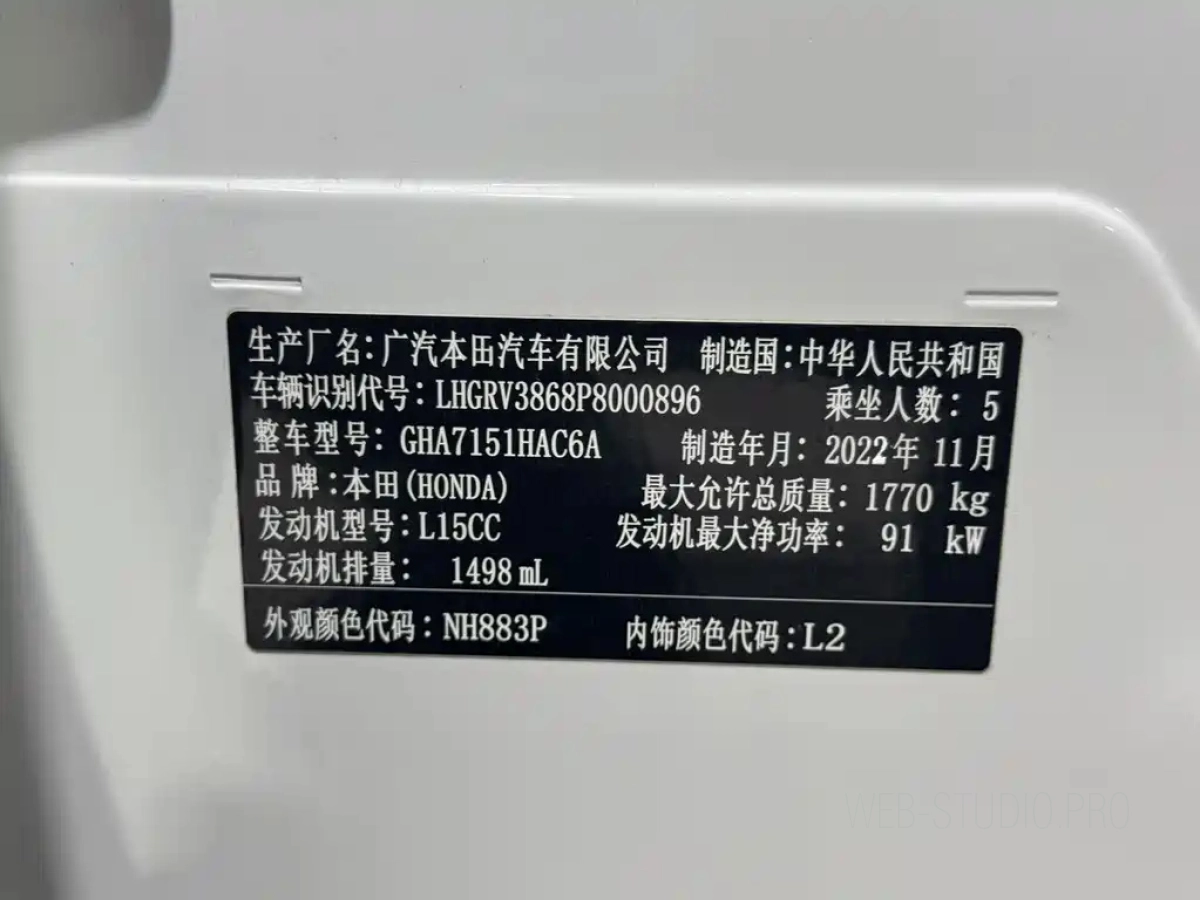 生产厂名:广汽本田汽车有限公司 制造国:中华人民共和国
车辆识别代号:LHGRV3868P8000896 乘坐人数:5
整车型号:GHA7151HAC6A 制造年月:2022年11月
品牌:本田(HONDA) 最大允许总质量:1770 kg
发动机型号:L15CC 发动机最大净功率:91 kW
发动机排量:1498 mL
外观颜色代码:NH883P 内饰颜色代码:L2
WEB-STUDIO.PRO